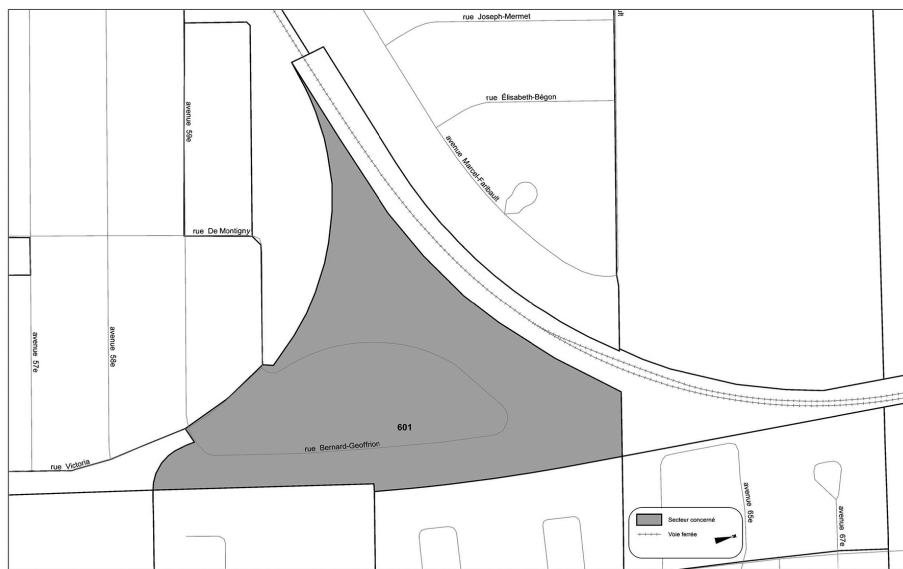 rue Joseph-Mermet
rue Élisabeth-Bégon
avenue Marcel-Faribault
avenue 59e
rue De Montigny
avenue 57e
avenue 58e
601
rue Bernard-Geoffrion
rue Victoria
avenue 65e
avenue 67e
Secteur concerné
Voie ferrée